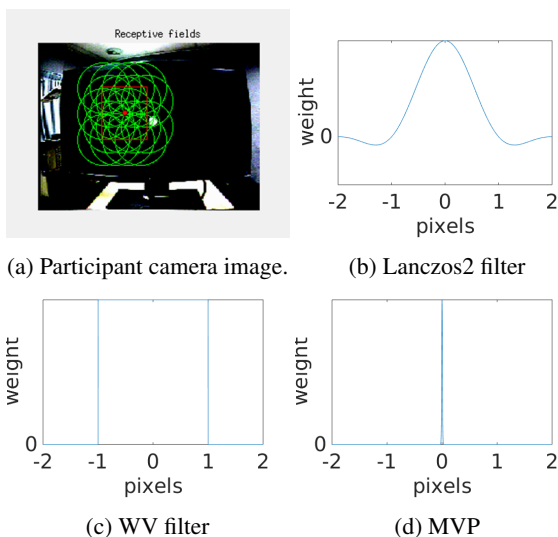 Receptive fields
(a) Participant camera image.
weight
0
-2 -1 0 1 2
pixels
(b) Lanczos2 filter
weight
0
-2 -1 0 1 2
pixels
(c) WV filter
weight
0
-2 -1 0 1 2
pixels
(d) MVP